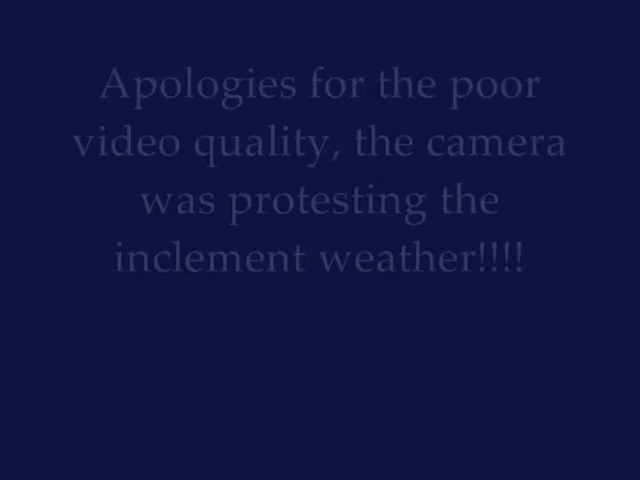 Apologies for the poor
video quality, the camera
was protesting the
inclement weather!!!!